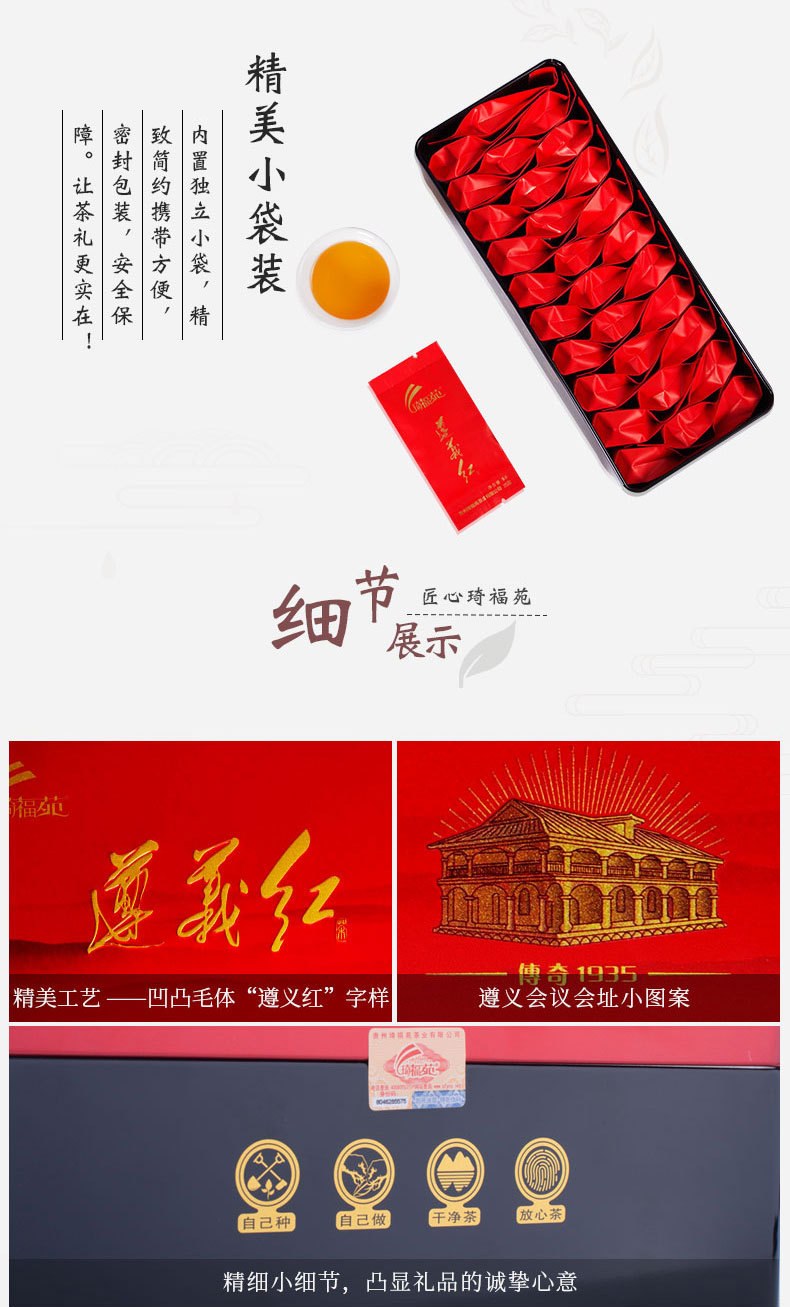 精美小袋装
内置独立小袋，精
致简约携带方便，
密封包装，安全保
障。让茶礼更实在！
琦福苑
遵义红
细节
展示
匠心琦福苑
琦福苑
遵義红
茶
精美工艺 ——凹凸毛体“遵义红”字样
傳奇1935
遵义会议会址小图案
贵州琦福苑茶业有限公司
琦福苑
8046285575
自己种
自己做
干净茶
放心茶
精细小细节，凸显礼品的诚挚心意